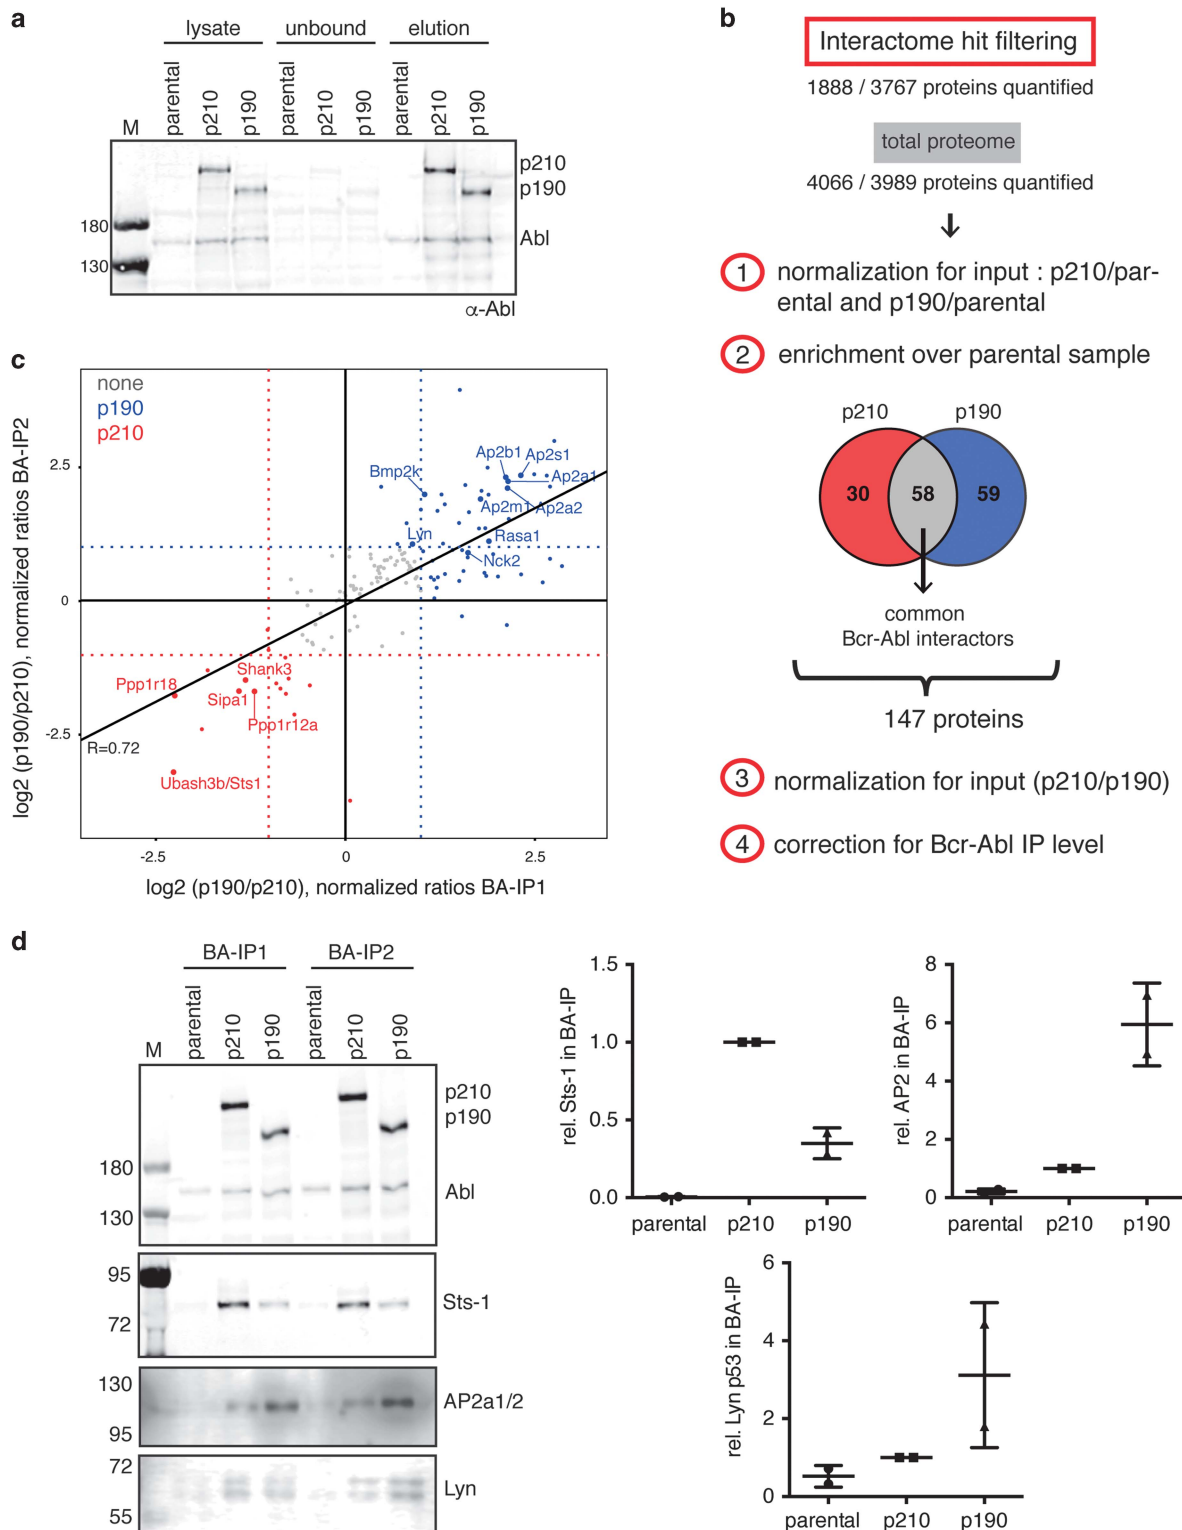 a
lysate unbound elution
M parental p210 p190 parental p210 p190 parental p210 p190
p210
p190
180
Abl
130
α-Abl
b
Interactome hit filtering
1888 / 3767 proteins quantified
total proteome
4066 / 3989 proteins quantified
1 normalization for input : p210/par-
ental and p190/parental
2 enrichment over parental sample
p210 p190
30 58 59
common
Bcr-Abl interactors
147 proteins
3 normalization for input (p210/p190)
4 correction for Bcr-Abl IP level
c
none
p190
p210
log2 (p190/p210), normalized ratios BA-IP2
2.5
0
-2.5
Ap2b1 Ap2s1
Bmp2k Ap2a1
Ap2m1 Ap2a2
Lyn Rasa1
Nck2
Shank3
Ppp1r18
Sipa1
Ppp1r12a
R=0.72
Ubash3b/Sts1
-2.5 0 2.5
log2 (p190/p210), normalized ratios BA-IP1
d
BA-IP1 BA-IP2
M parental p210 p190 parental p210 p190
p210
p190
180
Abl
130
95
Sts-1
72
130
AP2a1/2
95
72
Lyn
55
rel. Sts-1 in BA-IP
1.5
1.0
0.5
0.0
parental p210 p190
rel. AP2 in BA-IP
8
6
4
2
0
parental p210 p190
rel. Lyn p53 in BA-IP
6
4
2
0
parental p210 p190